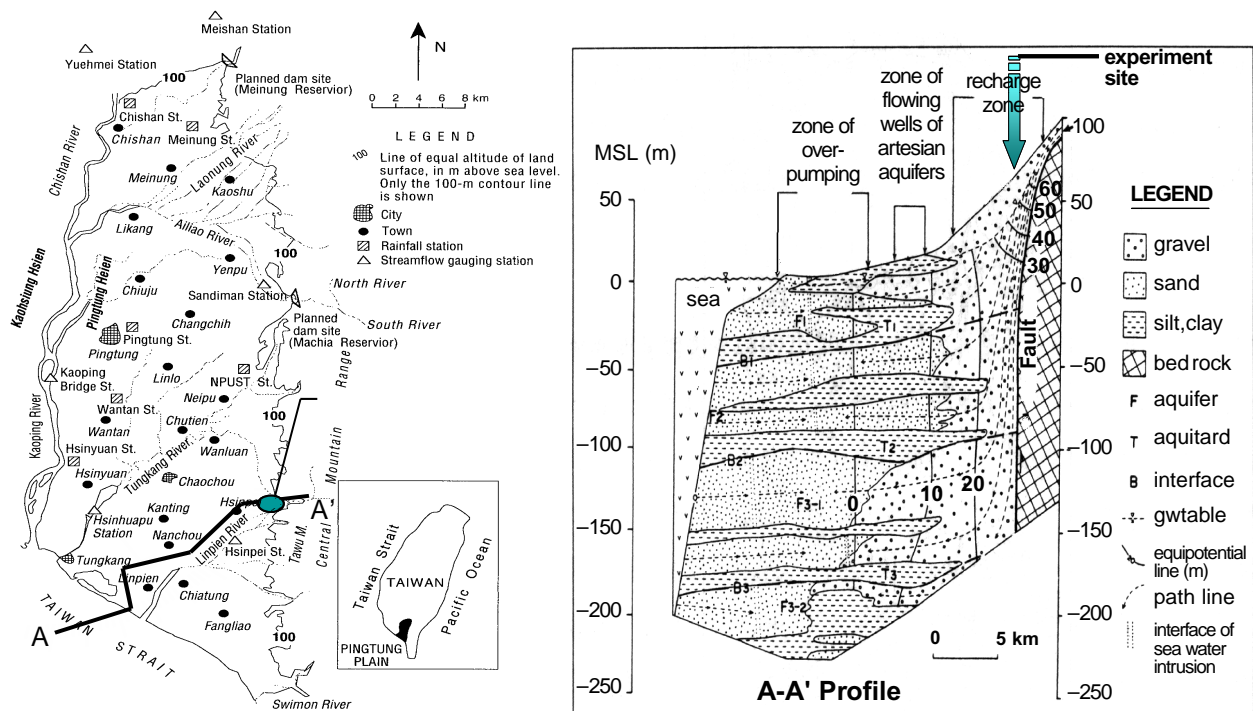 Meishan Station
Yuehmei Station
100
Planned dam site
(Meinung Reservior)
N
0 2 4 6 8 km
Chishan St.
Chishan
Meinung St.
Chishan River
Laonung River
Meinung
Kaoshu
LEGEND
100 Line of equal altitude of land
surface, in m above sea level.
Only the 100-m contour line
is shown
City
Town
Rainfall station
Streamflow gauging station
Likang
Ailiao River
100
Yenpu
Kaohsiung Hsien
Pingtung Heien
Chiuju
Sandiman Station
North River
South River
Changchih
Planned
dam site
(Machia Reservior)
Pingtung St.
Pingtung
Kaoping
Bridge St.
Linlo
NPUST St.
Range
Wantan St.
Wantan
Neipu
100
Chutien
Kaoping River
Hsinyuan St.
Wanluan
Mountain
Tungkang River
Hsinyuan
Chaochou
Hsinhuapu
Station
Kanting
Nanchou
A'
Linpien River
Hsinpei St.
Tawu M.
Central
Tungkang
Linpien
Chiatung
Fangliao
100
A
TAIWAN
STRAIT
Swimon River
Taiwan Strait
TAIWAN
Pacific Ocean
PINGTUNG
PLAIN
experiment
site
recharge
zone
zone of
flowing
wells of
artesian
aquifers
zone of
over-
pumping
MSL (m)
50
0
–50
–100
–150
–200
–250
sea
F1
T1
B1
F2
T2
B2
F3-1
T3
B3
F3-2
0
10
20
30
40
50
60
Fault
100
50
0
–50
–100
–150
–200
–250
0 5 km
A-A' Profile
LEGEND
gravel
sand
silt,clay
bed rock
F aquifer
T aquitard
B interface
gwtable
equipotential
line (m)
path line
interface of
sea water
intrusion